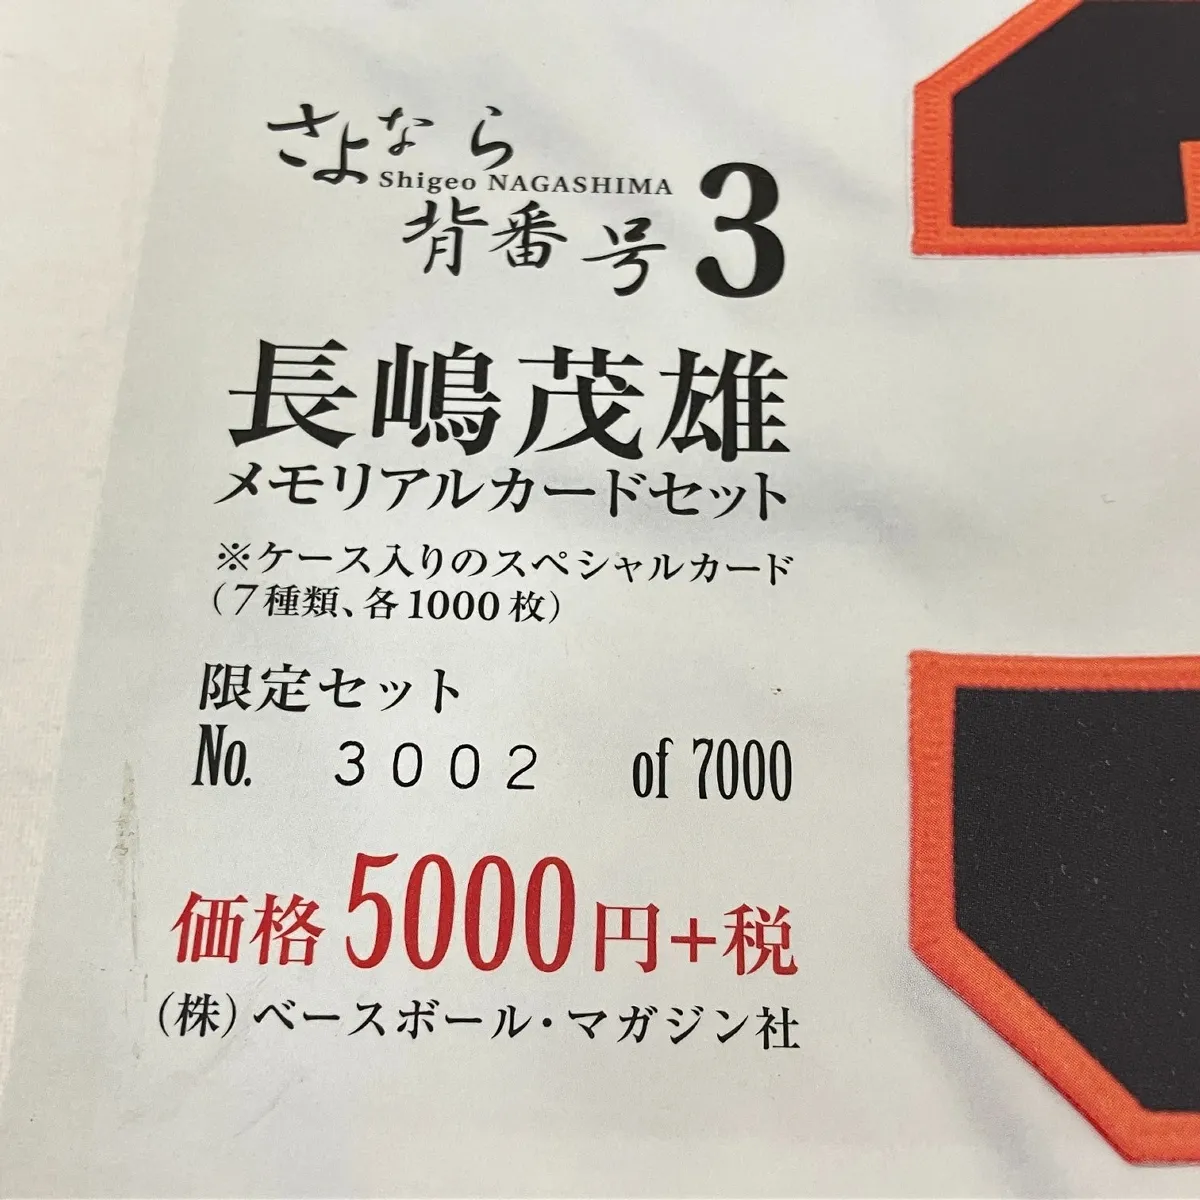 さよなら
Shigeo NAGASHIMA
背番号3
長嶋茂雄
メモリアルカードセット
※ケース入りのスペシャルカード
（7種類、各1000枚）
限定セット
No. 3002 of 7000
価格5000円+税
(株)ベースボール・マガジン社